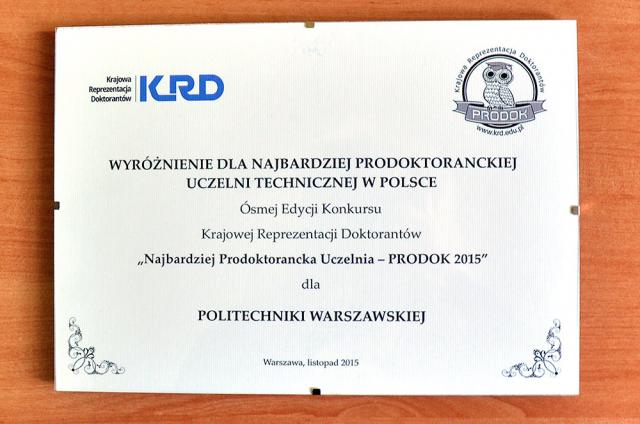 Krajowa
Reprezentacja
Doktorantów
KRD
Krajowa Reprezentacja Doktorantów
PRODOK
www.krd.edu.pl
WYRÓŻNIENIE DLA NAJBARDZIEJ PRODOKTORANCKIEJ
UCZELNI TECHNICZNEJ W POLSCE
Ósmej Edycji Konkursu
Krajowej Reprezentacji Doktorantów
„Najbardziej Prodoktorancka Uczelnia – PRODOK 2015”
dla
POLITECHNIKI WARSZAWSKIEJ
Warszawa, listopad 2015